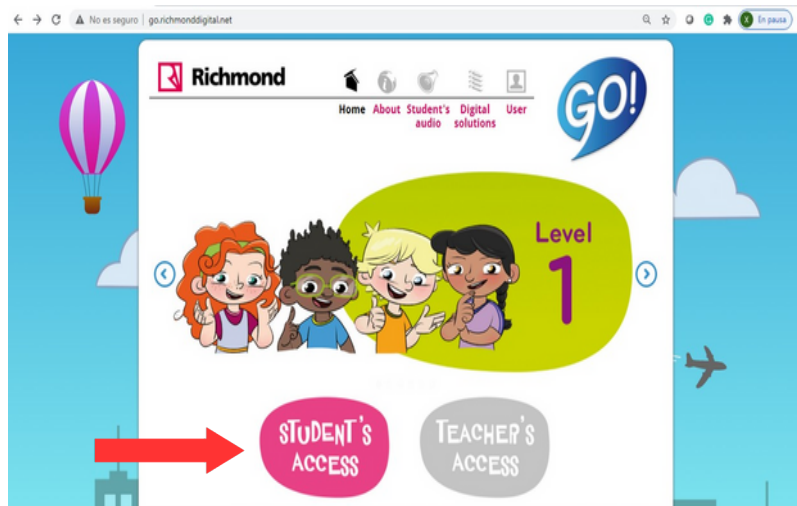 No es seguro | go.richmonddigital.net
En pausa
Richmond
GO!
Home About Student's audio Digital solutions User
Level
1
STUDENT'S
ACCESS
TEACHER'S
ACCESS